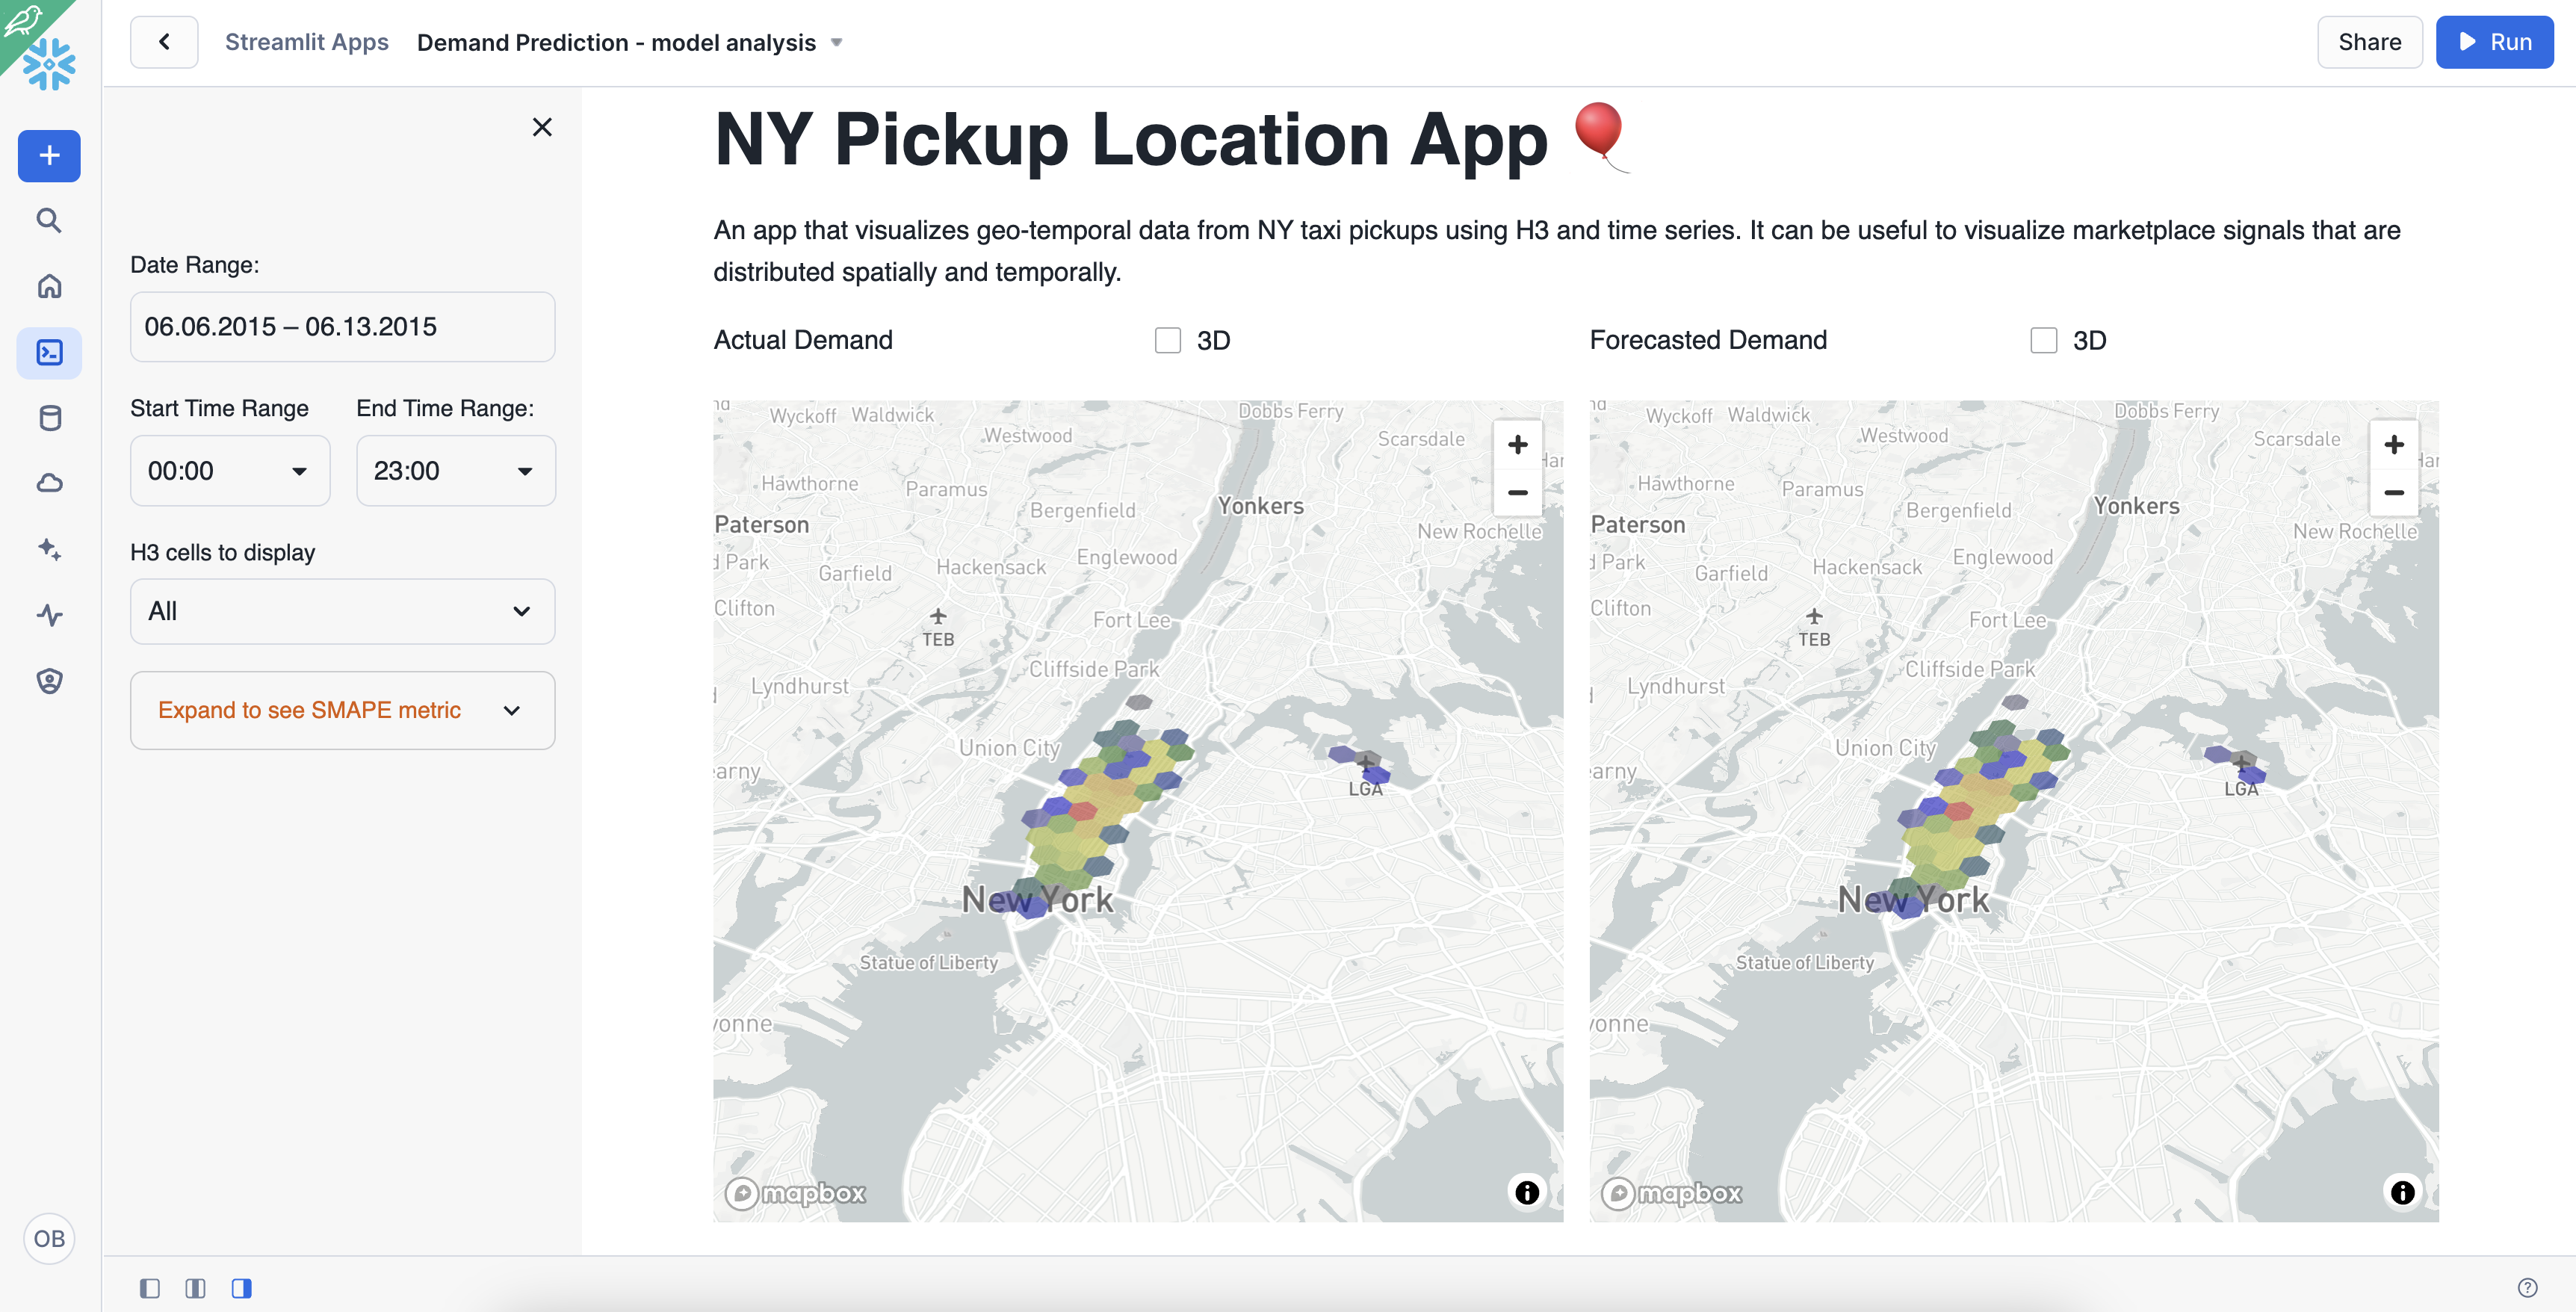 Streamlit Apps
Demand Prediction - model analysis
Share
Run
NY Pickup Location App
An app that visualizes geo-temporal data from NY taxi pickups using H3 and time series. It can be useful to visualize marketplace signals that are
distributed spatially and temporally.
Date Range:
06.06.2015 – 06.13.2015
Start Time Range
End Time Range:
00:00
23:00
H3 cells to display
All
Expand to see SMAPE metric
OB
Actual Demand
3D
Wyckoff
Waldwick
Dobbs Ferry
Westwood
Scarsdale
Hawthorne
Paramus
Bergenfield
Yonkers
Paterson
New Rochelle
Park
Garfield
Hackensack
Englewood
Clifton
TEB
Fort Lee
Cliffside Park
Lyndhurst
Union City
earny
LGA
New York
Statue of Liberty
yonne
mapbox
Forecasted Demand
3D
Wyckoff
Waldwick
Dobbs Ferry
Westwood
Scarsdale
Hawthorne
Paramus
Bergenfield
Yonkers
Paterson
New Rochelle
Park
Garfield
Hackensack
Englewood
Clifton
TEB
Fort Lee
Cliffside Park
Lyndhurst
Union City
earny
LGA
New York
Statue of Liberty
yonne
mapbox